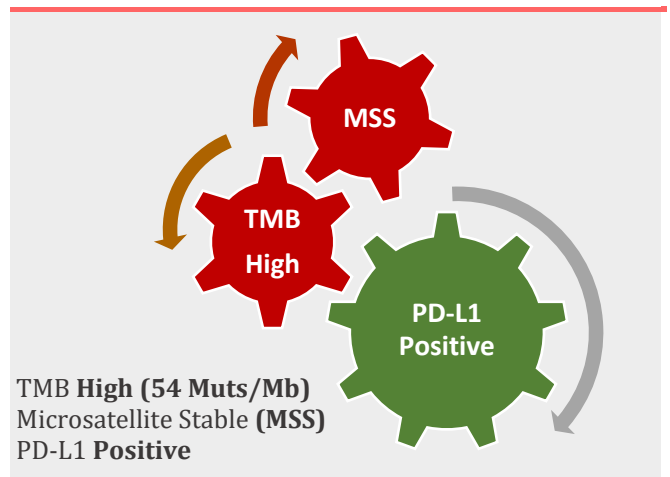 MSS
TMB
High
PD-L1
Positive
TMB High (54 Muts/Mb)
Microsatellite Stable (MSS)
PD-L1 Positive